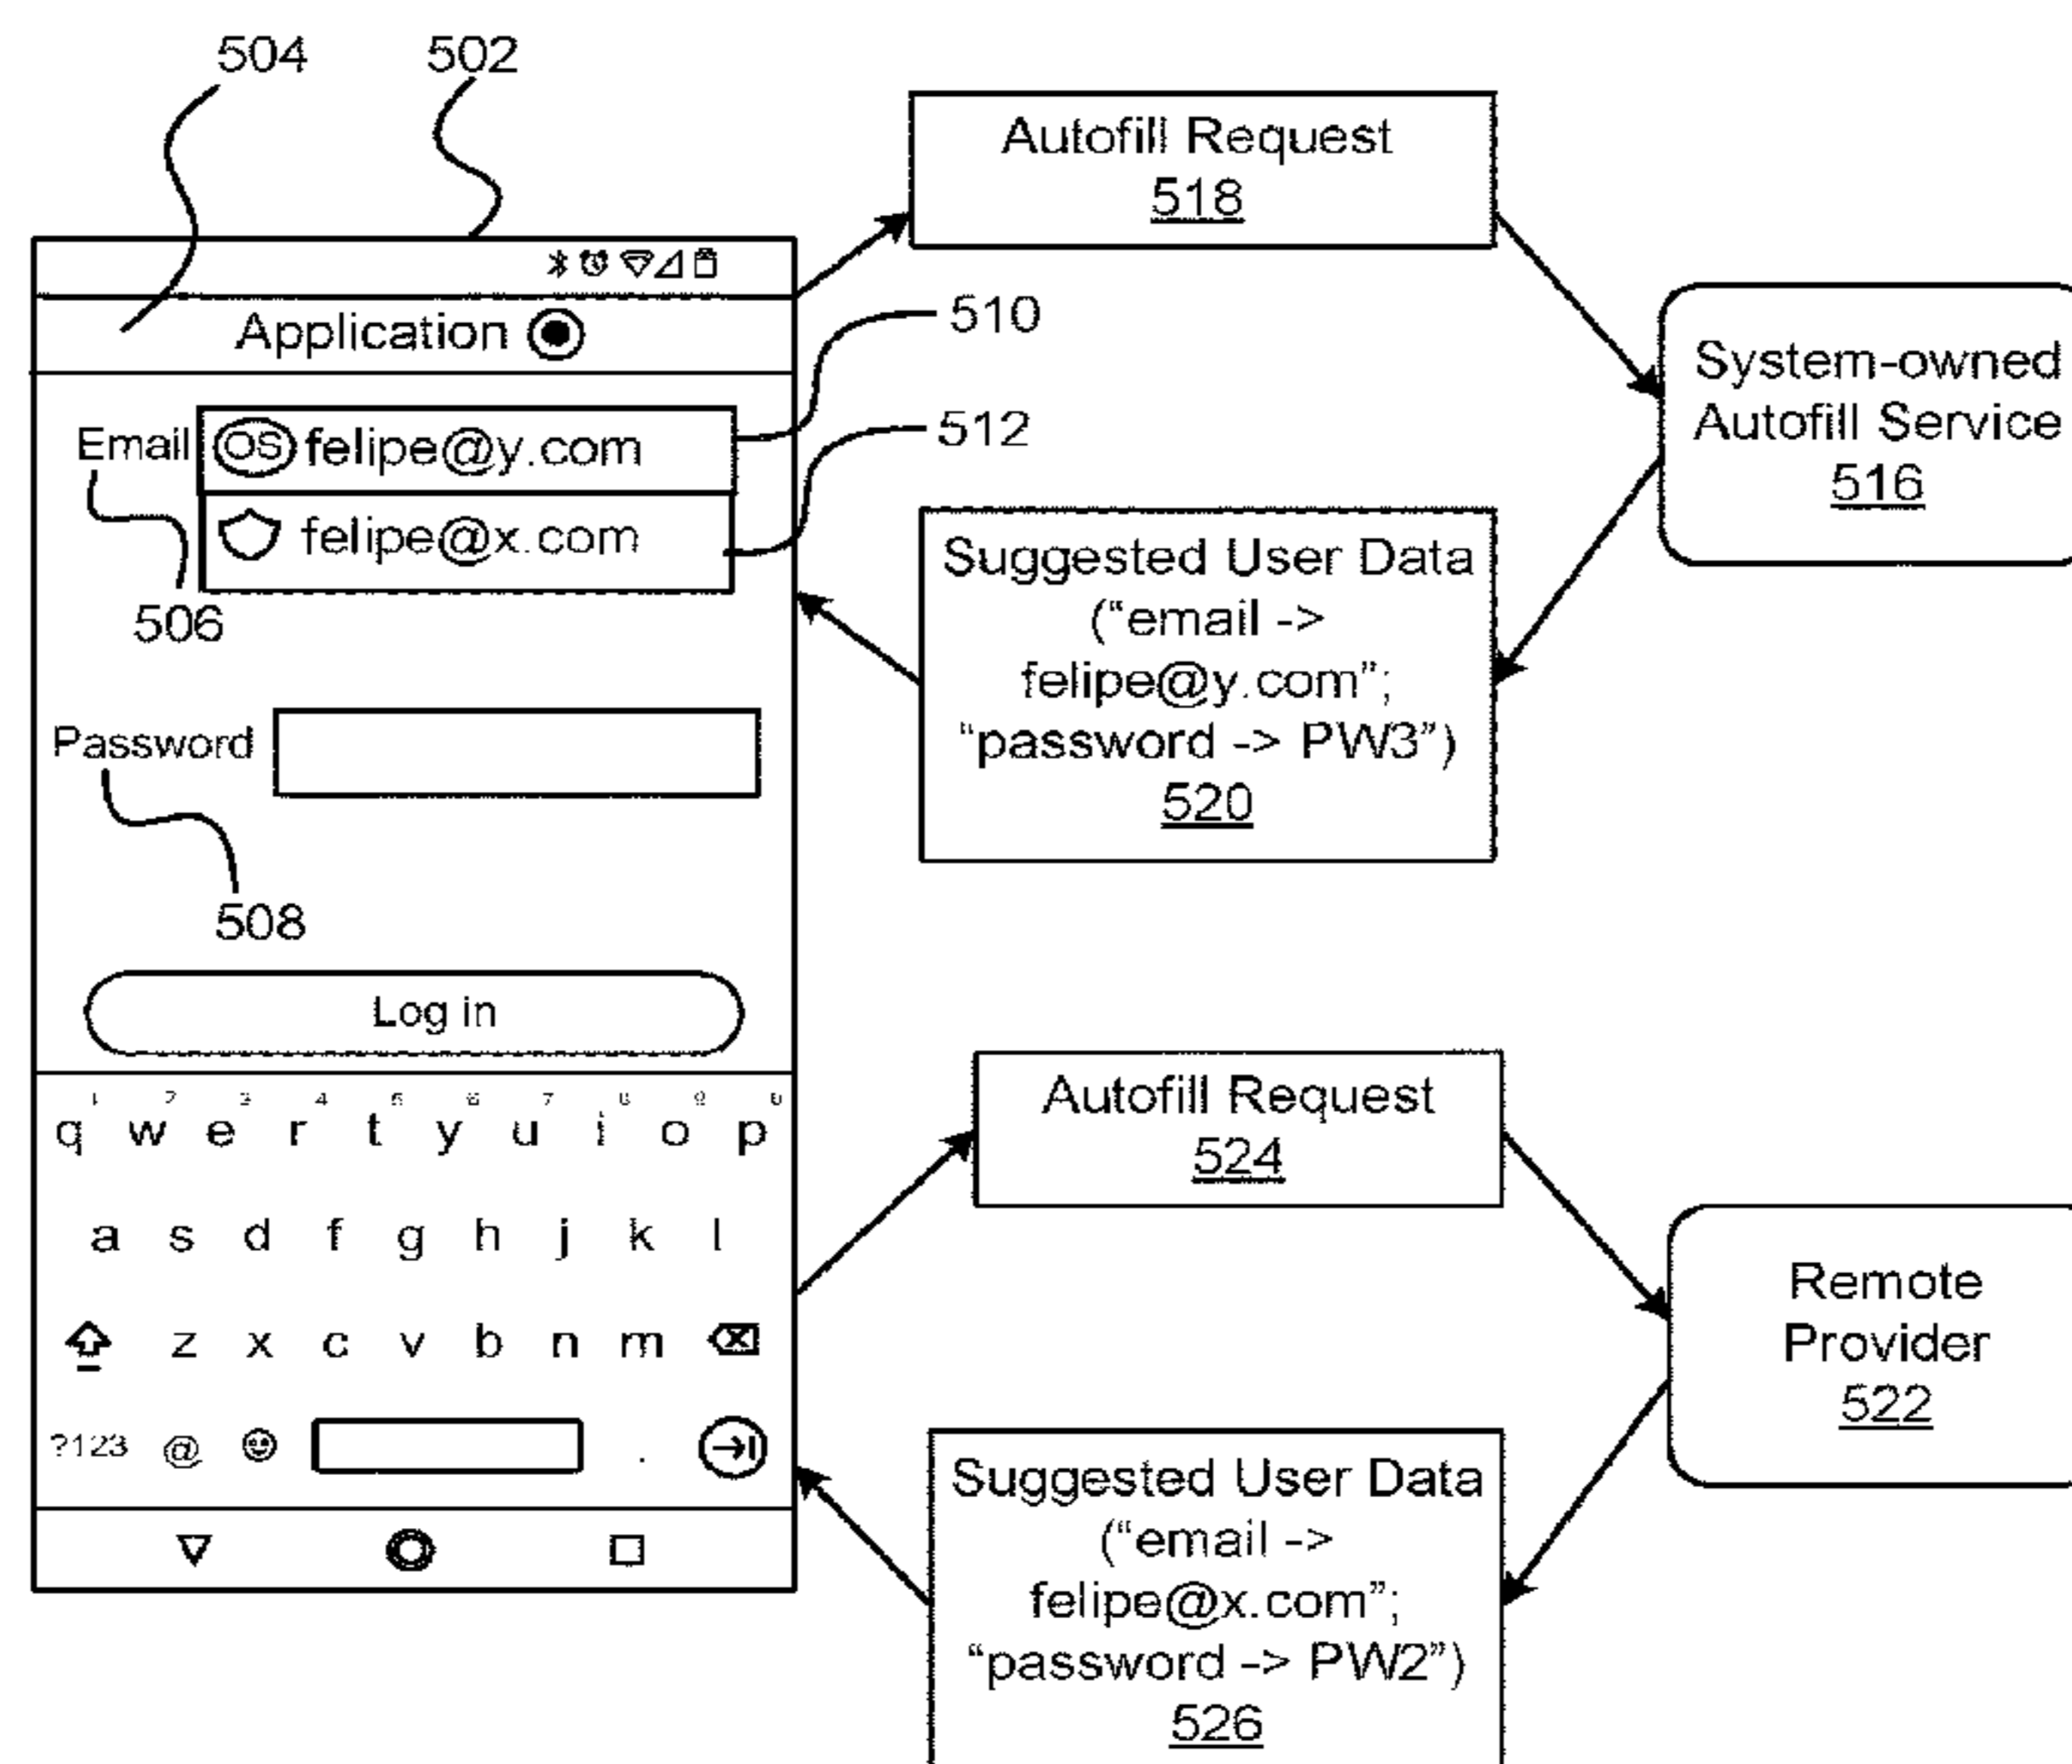 504
502
Autofill Request
518
Application
510
Email
OS
felipe@y.com
512
felipe@x.com
506
System-owned
Autofill Service
516
Suggested User Data
(“email ->
felipe@y.com”;
“password -> PW3”)
520
Password
508
Log in
q w e r t y u i o p
a s d f g h j k l
z x c v b n m
?123 @ .
Autofill Request
524
Remote
Provider
522
Suggested User Data
(“email ->
felipe@x.com”;
“password -> PW2”)
526